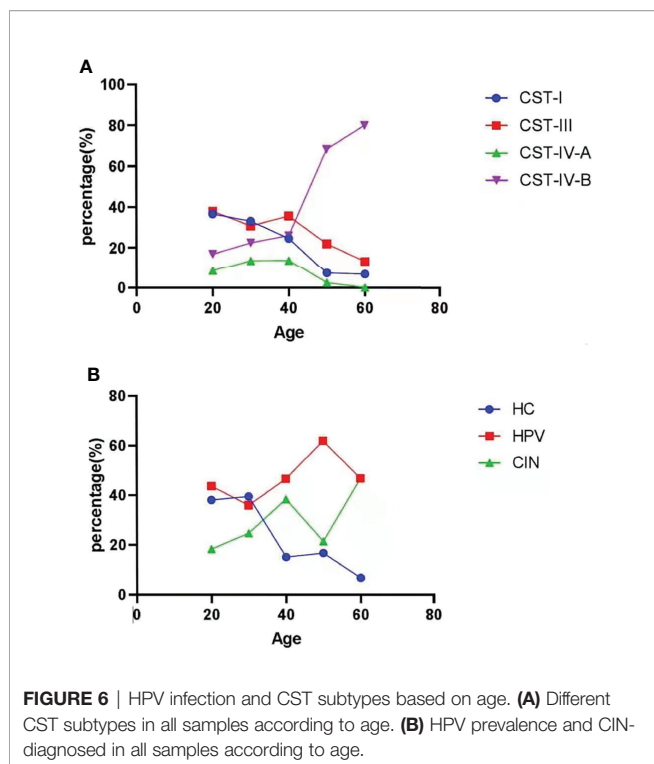 A
percentage(%)
100
80
60
40
20
0
0 20 40 60 80
Age
CST-I
CST-III
CST-IV-A
CST-IV-B
B
percentage(%)
80
60
40
20
0
0 20 40 60 80
Age
HC
HPV
CIN
FIGURE 6 | HPV infection and CST subtypes based on age. (A) Different
CST subtypes in all samples according to age. (B) HPV prevalence and CIN-
diagnosed in all samples according to age.